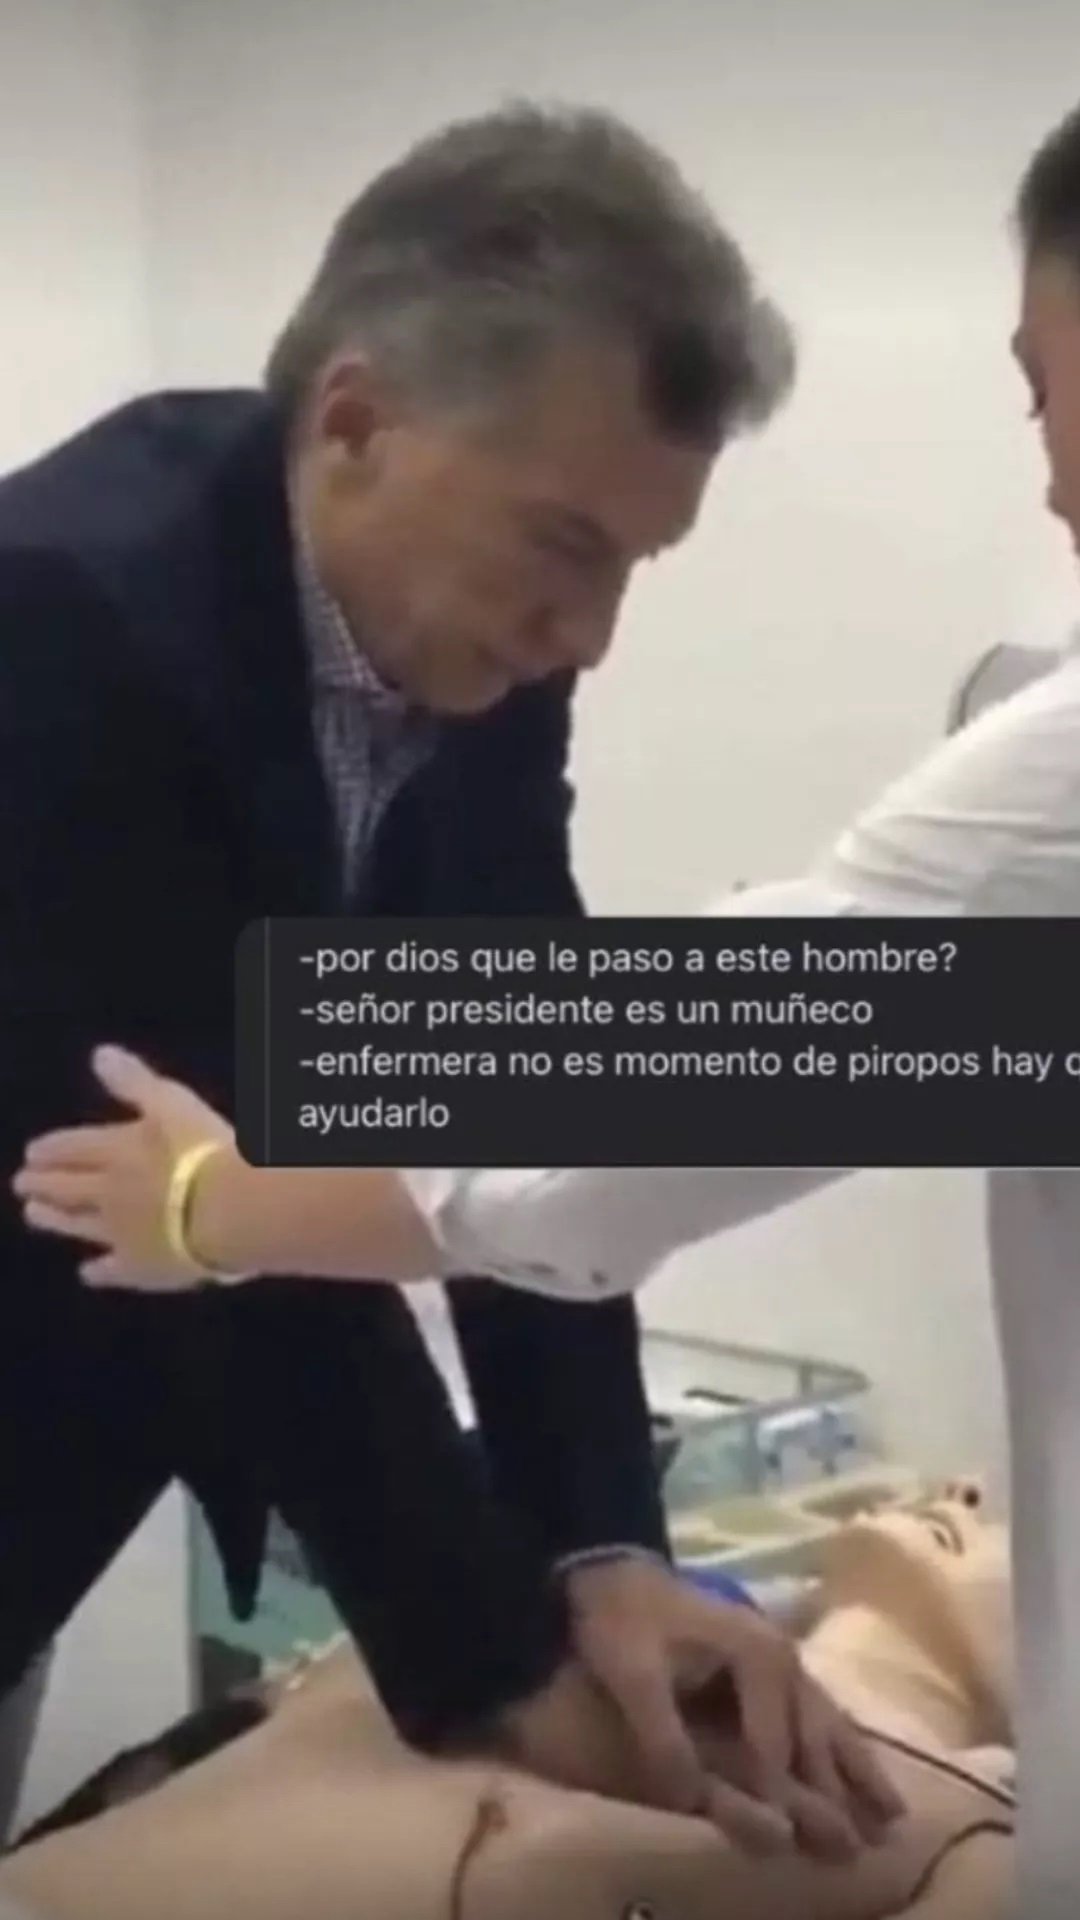 -por dios que le paso a este hombre?
-señor presidente es un muñeco
-enfermera no es momento de piropos hay
ayudarlo